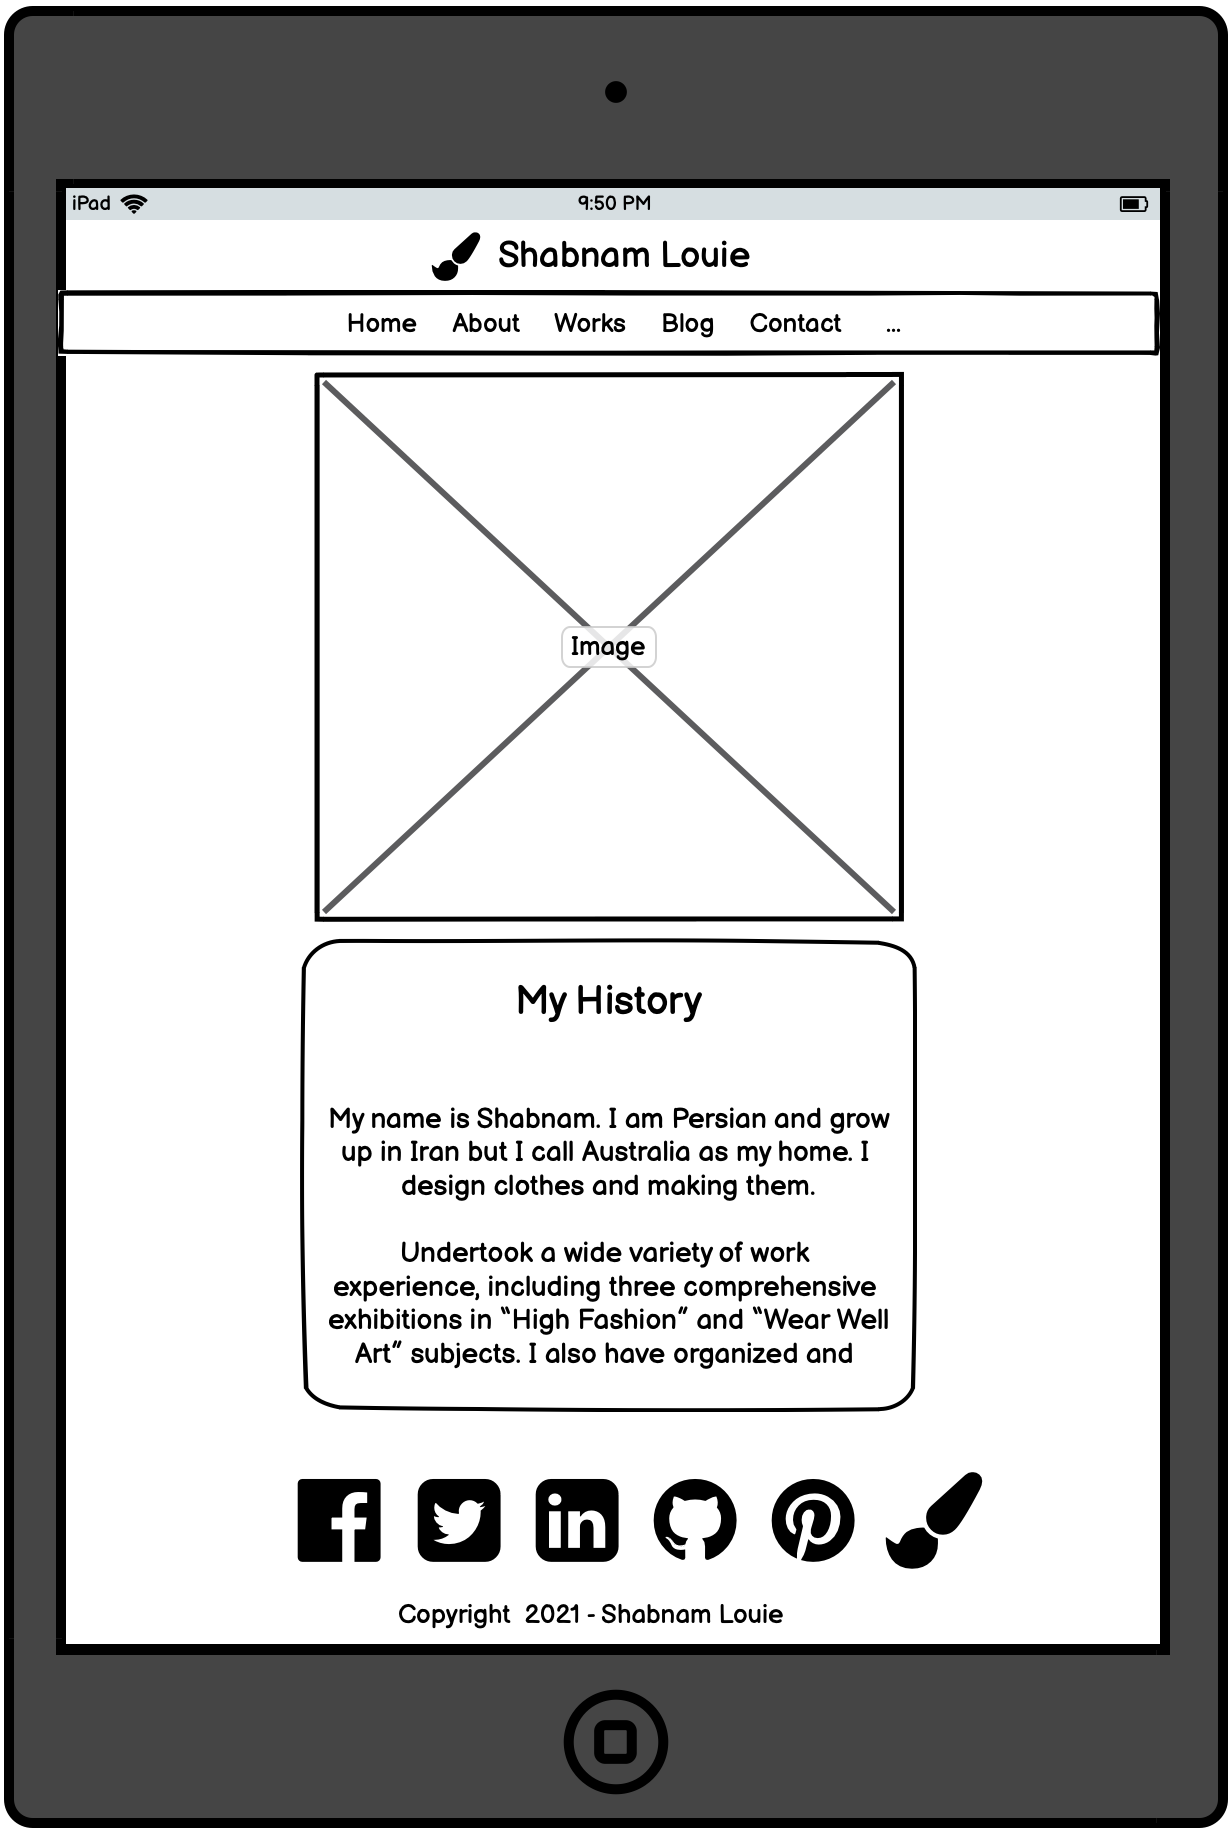 iPad 9:50 PM
Shabnam Louie
Home About Works Blog Contact ...
Image
My History
My name is Shabnam. I am Persian and grow
up in Iran but I call Australia as my home. I
design clothes and making them.
Undertook a wide variety of work
experience, including three comprehensive
exhibitions in “High Fashion” and “Wear Well
Art” subjects. I also have organized and
Copyright 2021 - Shabnam Louie